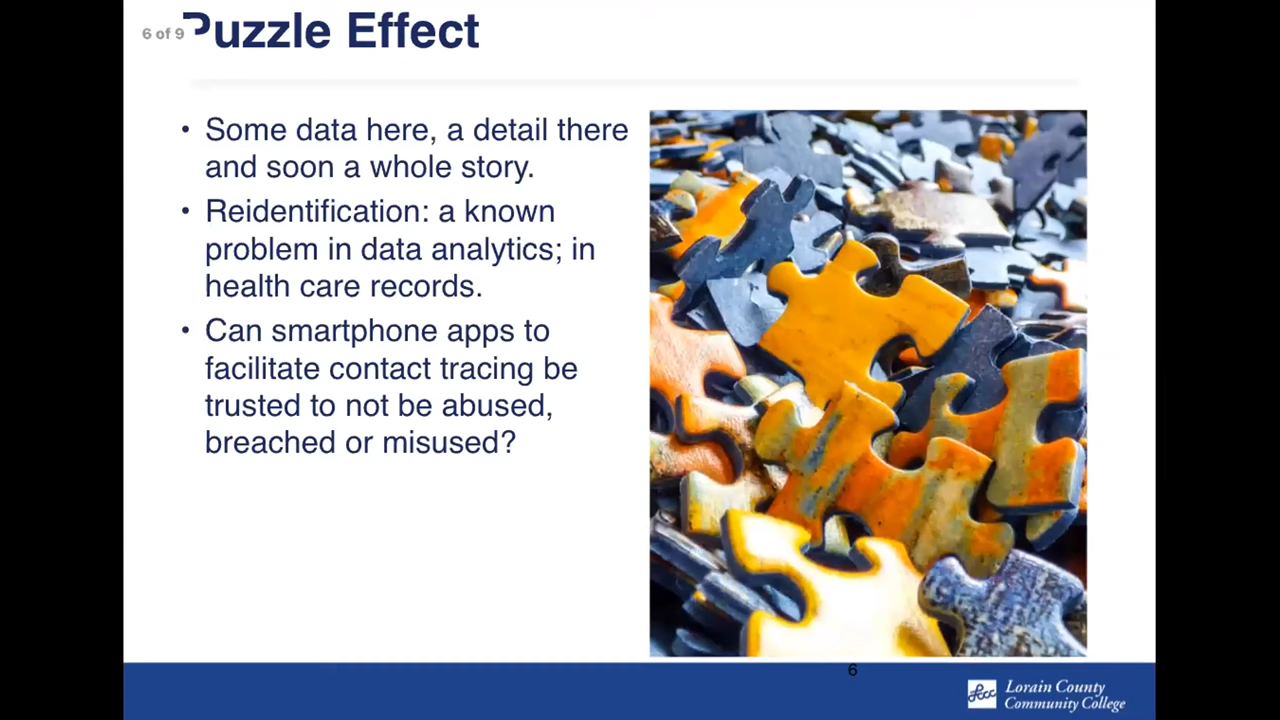 6 of 9
Puzzle Effect
• Some data here, a detail there
and soon a whole story.
• Reidentification: a known
problem in data analytics; in
health care records.
• Can smartphone apps to
facilitate contact tracing be
trusted to not be abused,
breached or misused?
6
lccc
Lorain County
Community College